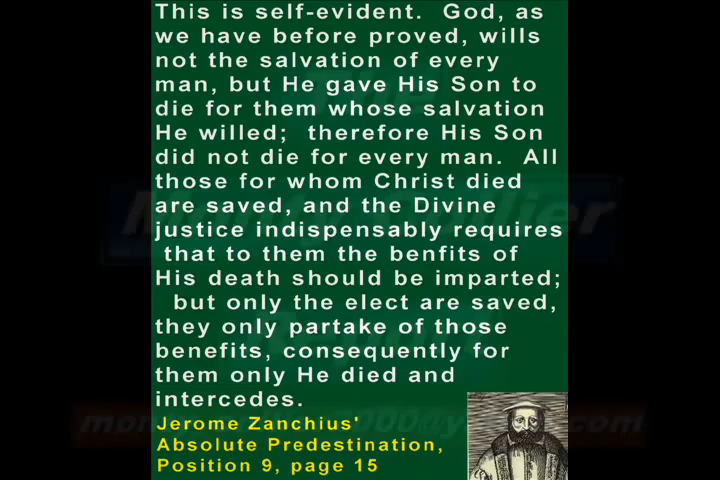 This is self-evident. God, as
we have before proved, wills
not the salvation of every
man, but He gave His Son to
die for them whose salvation
He willed; therefore His Son
did not die for every man. All
those for whom Christ died
are saved, and the Divine
justice indispensably requires
that to them the benfits of
His death should be imparted;
but only the elect are saved,
they only partake of those
benefits, consequently for
them only He died and
intercedes.
Jerome Zanchius'
Absolute Predestination,
Position 9, page 15